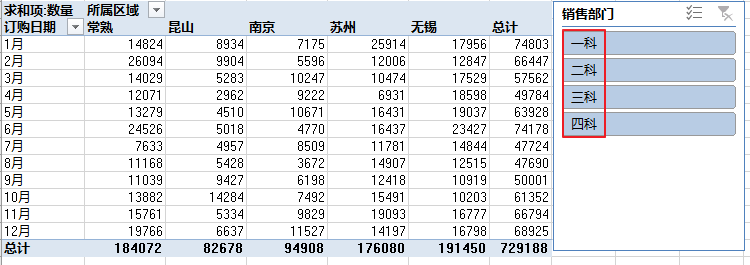 求和项:数量 所属区域
订购日期 常熟 昆山 南京 苏州 无锡 总计
1月 14824 8934 7175 25914 17956 74803
2月 26094 9904 5596 12006 12847 66447
3月 14029 5283 10247 10474 17529 57562
4月 12071 2962 9222 6931 18598 49784
5月 13279 4510 10671 16431 19037 63928
6月 24526 5018 4770 16437 23427 74178
7月 7633 4957 8509 11781 14844 47724
8月 11168 5428 3672 14907 12515 47690
9月 11039 9427 6198 12418 10919 50001
10月 13882 14284 7492 15491 10203 61352
11月 15761 5334 9829 19093 16777 66794
12月 19766 6637 11527 14197 16798 68925
总计 184072 82678 94908 176080 191450 729188
销售部门
一科
二科
三科
四科